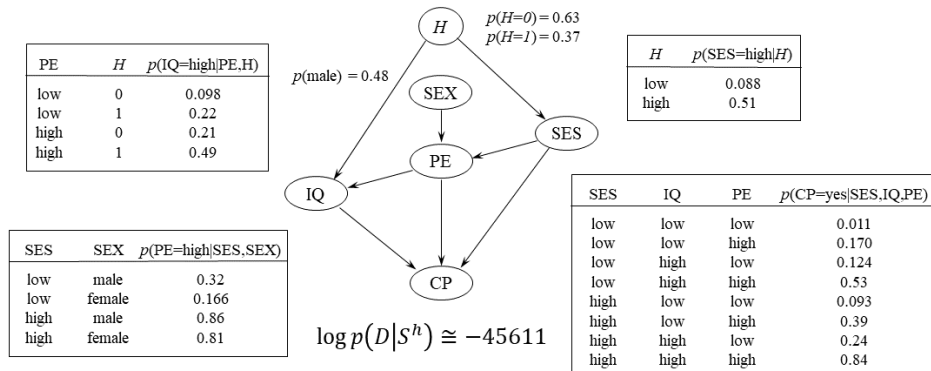 H
p(H=0) = 0.63
p(H=1) = 0.37
p(male) = 0.48
SEX
SES
PE
IQ
CP
PE H p(IQ=high|PE,H)
low 0 0.098
low 1 0.22
high 0 0.21
high 1 0.49
H p(SES=high|H)
low 0.088
high 0.51
SES SEX p(PE=high|SES,SEX)
low male 0.32
low female 0.166
high male 0.86
high female 0.81
SES IQ PE p(CP=yes|SES,IQ,PE)
low low low 0.011
low low high 0.170
low high low 0.124
low high high 0.53
high low low 0.093
high low high 0.39
high high low 0.24
high high high 0.84
log p(D|Sʰ) ≅ −45611